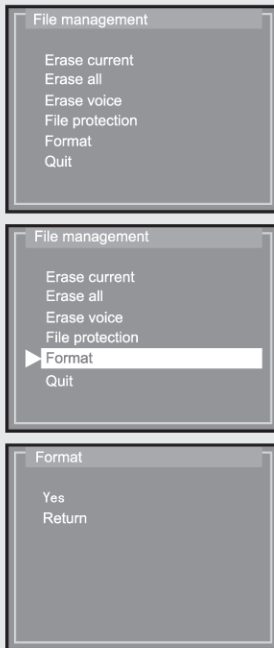 File management
Erase current
Erase all
Erase voice
File protection
Format
Quit
File management
Erase current
Erase all
Erase voice
File protection
Format
Quit
Format
Yes
Return